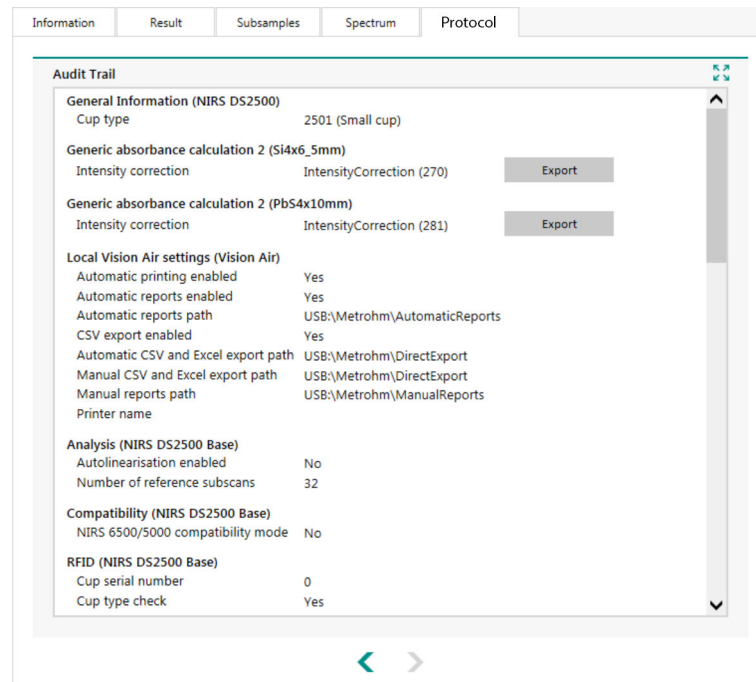 Information Result Subsamples Spectrum Protocol
Audit Trail
General Information (NIRS DS2500)
Cup type 2501 (Small cup)
Generic absorbance calculation 2 (Si4x6_5mm)
Intensity correction IntensityCorrection (270) Export
Generic absorbance calculation 2 (PbS4x10mm)
Intensity correction IntensityCorrection (281) Export
Local Vision Air settings (Vision Air)
Automatic printing enabled Yes
Automatic reports enabled Yes
Automatic reports path USB:\Metrohm\AutomaticReports
CSV export enabled Yes
Automatic CSV and Excel export path USB:\Metrohm\DirectExport
Manual CSV and Excel export path USB:\Metrohm\DirectExport
Manual reports path USB:\Metrohm\ManualReports
Printer name
Analysis (NIRS DS2500 Base)
Autolinearisation enabled No
Number of reference subscans 32
Compatibility (NIRS DS2500 Base)
NIRS 6500/5000 compatibility mode No
RFID (NIRS DS2500 Base)
Cup serial number 0
Cup type check Yes